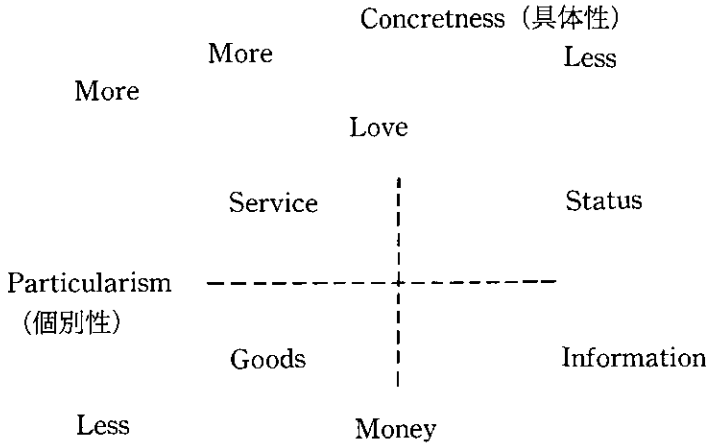 Concretness（具体性）
More
Less
More
Love
Service
Status
Particularism
（個別性）
Goods
Information
Less
Money